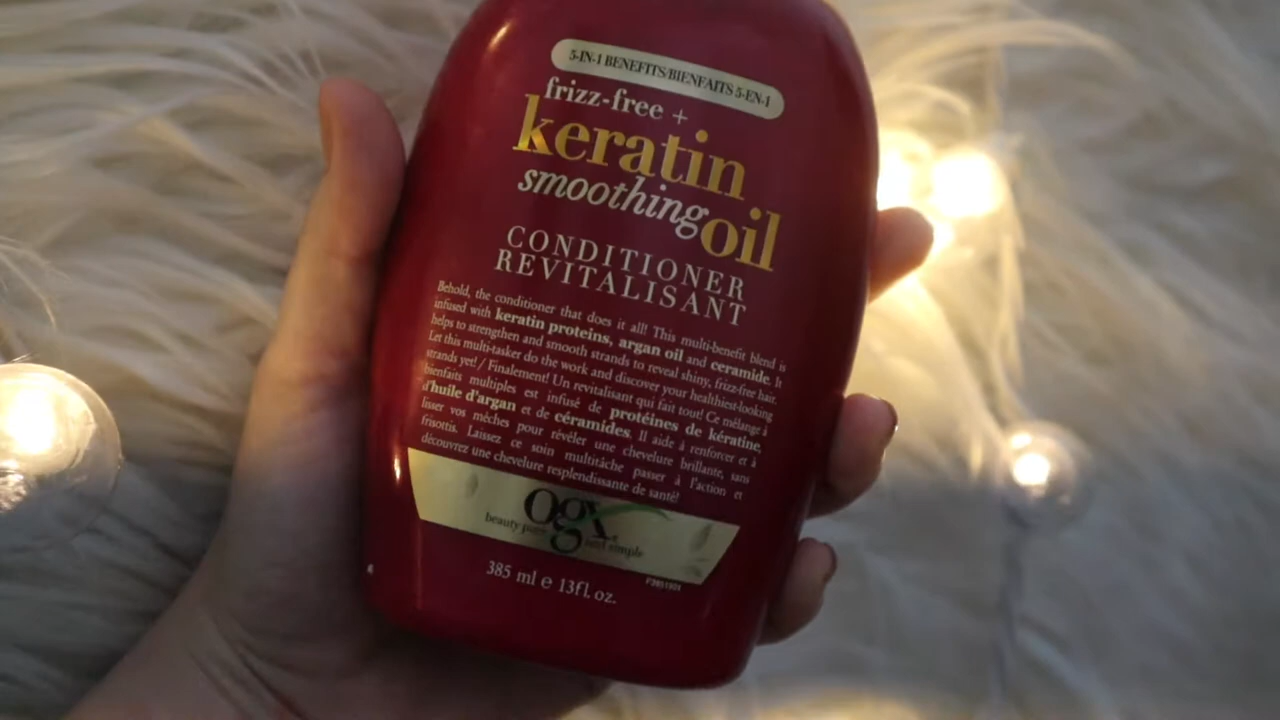 5-IN-1 BENEFITS/BIENFAITS 5-EN-1
frizz-free +
keratin
smoothing oil
CONDITIONER
REVITALISANT
Behold, the conditioner that does it all! This multi-benefit blend is
infused with keratin proteins, argan oil and ceramide. It
helps to strengthen and smooth strands to reveal shiny, frizz-free hair.
Let this multi-tasker do the work and discover your healthiest-looking
strands yet! / Finalement! Un revitalisant qui fait tout! Ce mélange à
bienfaits multiples est infusé de protéines de kératine,
d'huile d'argan et de céramides. Il aide à renforcer et à
lisser vos mèches pour révéler une chevelure brillante, sans
frisottis. Laissez ce soin multitâche passer à l'action et
découvrez une chevelure resplendissante de santé!
ogx
beauty pure and simple
385 ml e 13fl. oz.